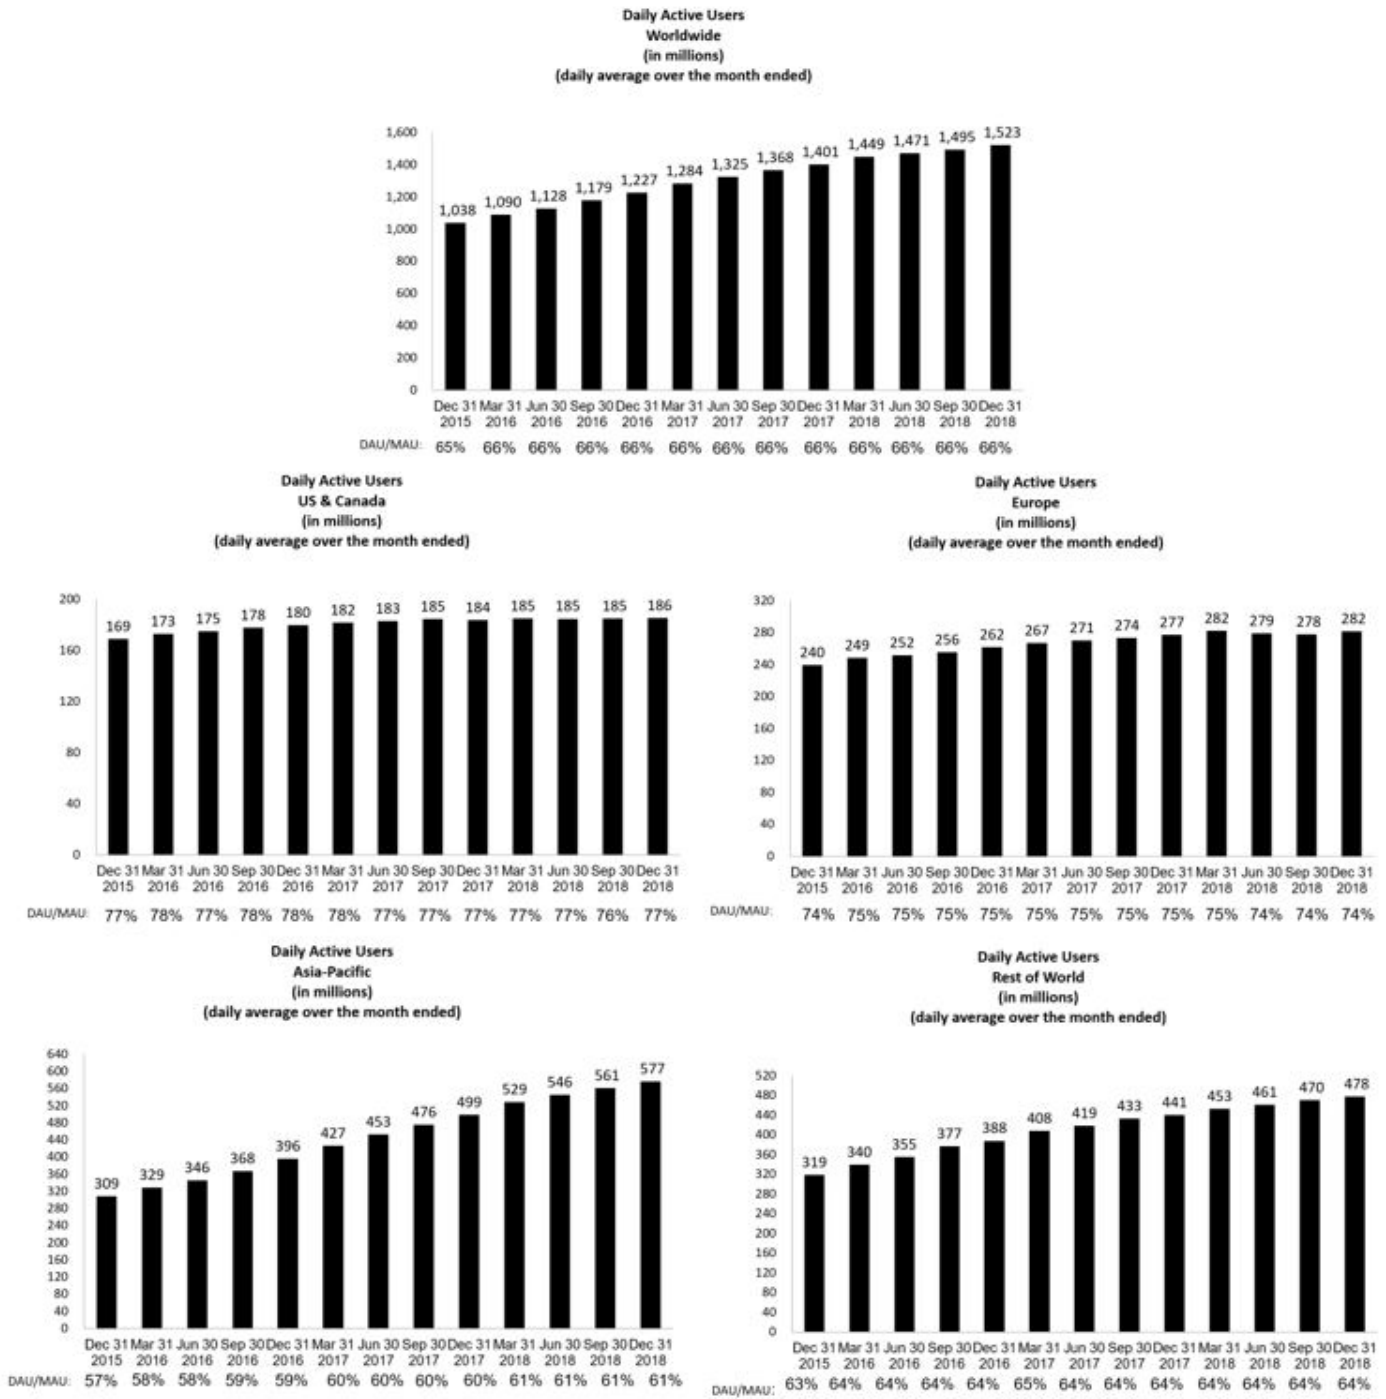 Daily Active Users
Worldwide
(in millions)
(daily average over the month ended)
1,600
1,400
1,200
1,000
800
600
400
200
0
1,038 1,090 1,128 1,179 1,227 1,284 1,325 1,368 1,401 1,449 1,471 1,495 1,523
Dec 31 Mar 31 Jun 30 Sep 30 Dec 31 Mar 31 Jun 30 Sep 30 Dec 31 Mar 31 Jun 30 Sep 30 Dec 31
2015 2016 2016 2016 2016 2017 2017 2017 2017 2018 2018 2018 2018
DAU/MAU: 65% 66% 66% 66% 66% 66% 66% 66% 66% 66% 66% 66% 66%
Daily Active Users
US & Canada
(in millions)
(daily average over the month ended)
200
160
120
80
40
0
169 173 175 178 180 182 183 185 184 185 185 185 186
Dec 31 Mar 31 Jun 30 Sep 30 Dec 31 Mar 31 Jun 30 Sep 30 Dec 31 Mar 31 Jun 30 Sep 30 Dec 31
2015 2016 2016 2016 2016 2017 2017 2017 2017 2018 2018 2018 2018
DAU/MAU: 77% 78% 77% 78% 78% 78% 77% 77% 77% 77% 77% 76% 77%
Daily Active Users
Europe
(in millions)
(daily average over the month ended)
320
280
240
200
160
120
80
40
0
240 249 252 256 262 267 271 274 277 282 279 278 282
Dec 31 Mar 31 Jun 30 Sep 30 Dec 31 Mar 31 Jun 30 Sep 30 Dec 31 Mar 31 Jun 30 Sep 30 Dec 31
2015 2016 2016 2016 2016 2017 2017 2017 2017 2018 2018 2018 2018
DAU/MAU: 74% 75% 75% 75% 75% 75% 75% 75% 75% 75% 74% 74% 74%
Daily Active Users
Asia-Pacific
(in millions)
(daily average over the month ended)
640
600
560
520
480
440
400
360
320
280
240
200
160
120
80
40
0
309 329 346 368 396 427 453 476 499 529 546 561 577
Dec 31 Mar 31 Jun 30 Sep 30 Dec 31 Mar 31 Jun 30 Sep 30 Dec 31 Mar 31 Jun 30 Sep 30 Dec 31
2015 2016 2016 2016 2016 2017 2017 2017 2017 2018 2018 2018 2018
DAU/MAU: 57% 58% 58% 59% 59% 60% 60% 60% 60% 61% 61% 61% 61%
Daily Active Users
Rest of World
(in millions)
(daily average over the month ended)
520
480
440
400
360
320
280
240
200
160
120
80
40
0
319 340 355 377 388 408 419 433 441 453 461 470 478
Dec 31 Mar 31 Jun 30 Sep 30 Dec 31 Mar 31 Jun 30 Sep 30 Dec 31 Mar 31 Jun 30 Sep 30 Dec 31
2015 2016 2016 2016 2016 2017 2017 2017 2017 2018 2018 2018 2018
DAU/MAU: 63% 64% 64% 64% 64% 65% 64% 64% 64% 64% 64% 64% 64%